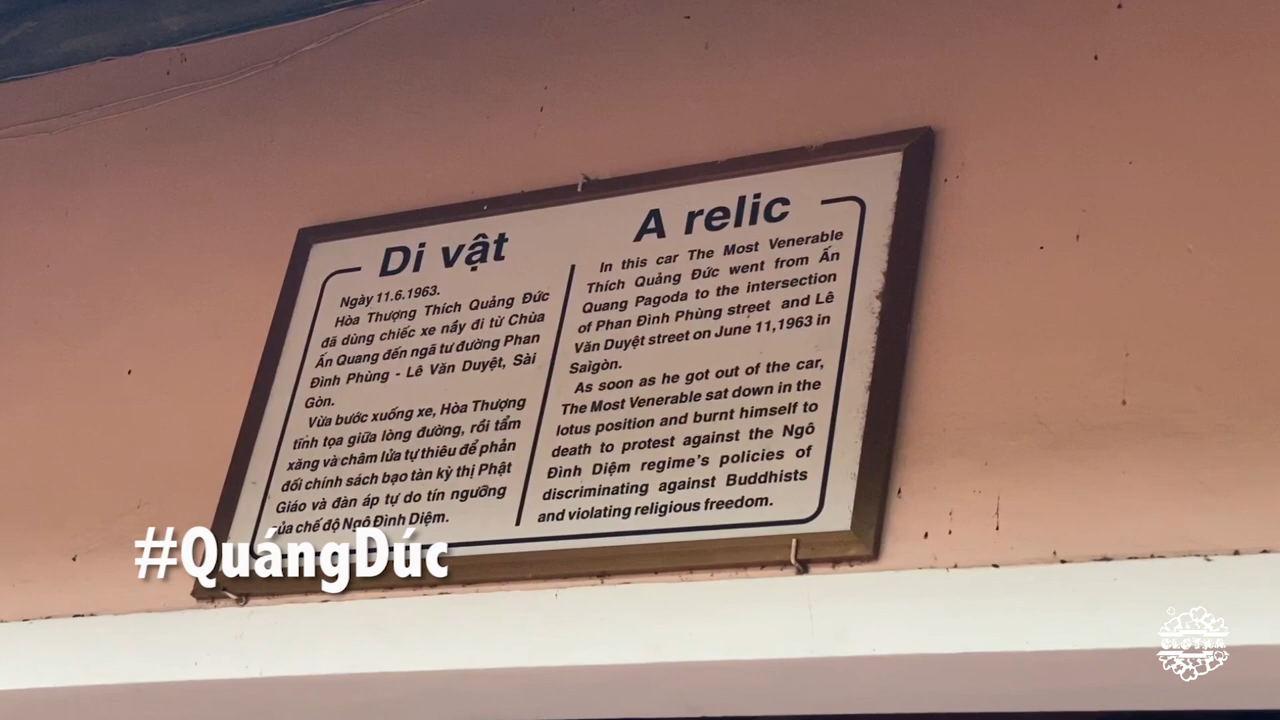 Di vật
Ngày 11.6.1963.
Hòa Thượng Thích Quảng Đức
đã dùng chiếc xe nầy đi từ Chùa
Ấn Quang đến ngã tư đường Phan
Đình Phùng - Lê Văn Duyệt, Sài
Gòn.
Vừa bước xuống xe, Hòa Thượng
tĩnh tọa giữa lòng đường, rồi tẩm
xăng và châm lửa tự thiêu để phản
đối chính sách bạo tàn kỳ thị Phật
Giáo và đàn áp tự do tín ngưỡng
của chế độ Ngô Đình Diệm.
A relic
In this car The Most Venerable
Thích Quảng Đức went from Ấn
Quang Pagoda to the intersection
of Phan Đình Phùng street and Lê
Văn Duyệt street on June 11,1963 in
Saìgòn.
As soon as he got out of the car,
The Most Venerable sat down in the
lotus position and burnt himself to
death to protest against the Ngô
Đình Diệm regime's policies of
discriminating against Buddhists
and violating religious freedom.
#QuángDúc